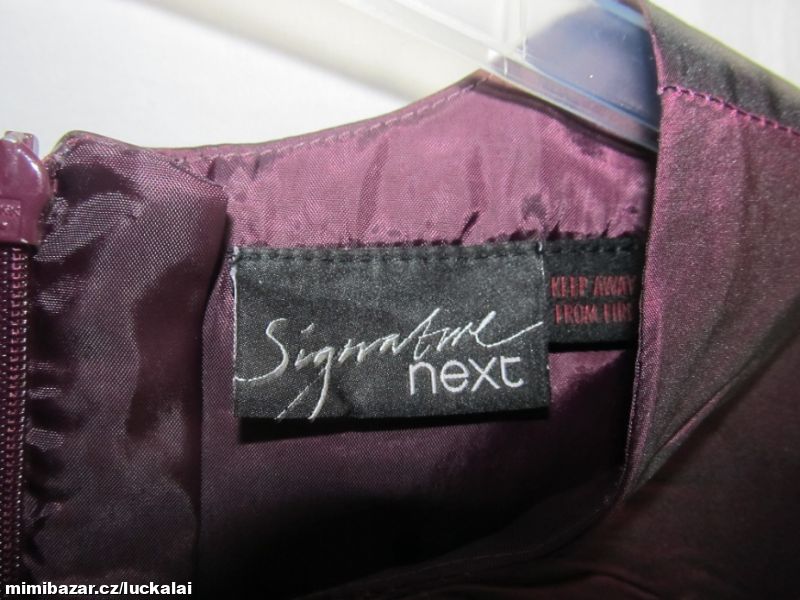 Signature
next
KEEP AWAY
FROM FIRE
mimibazar.cz/luckalai